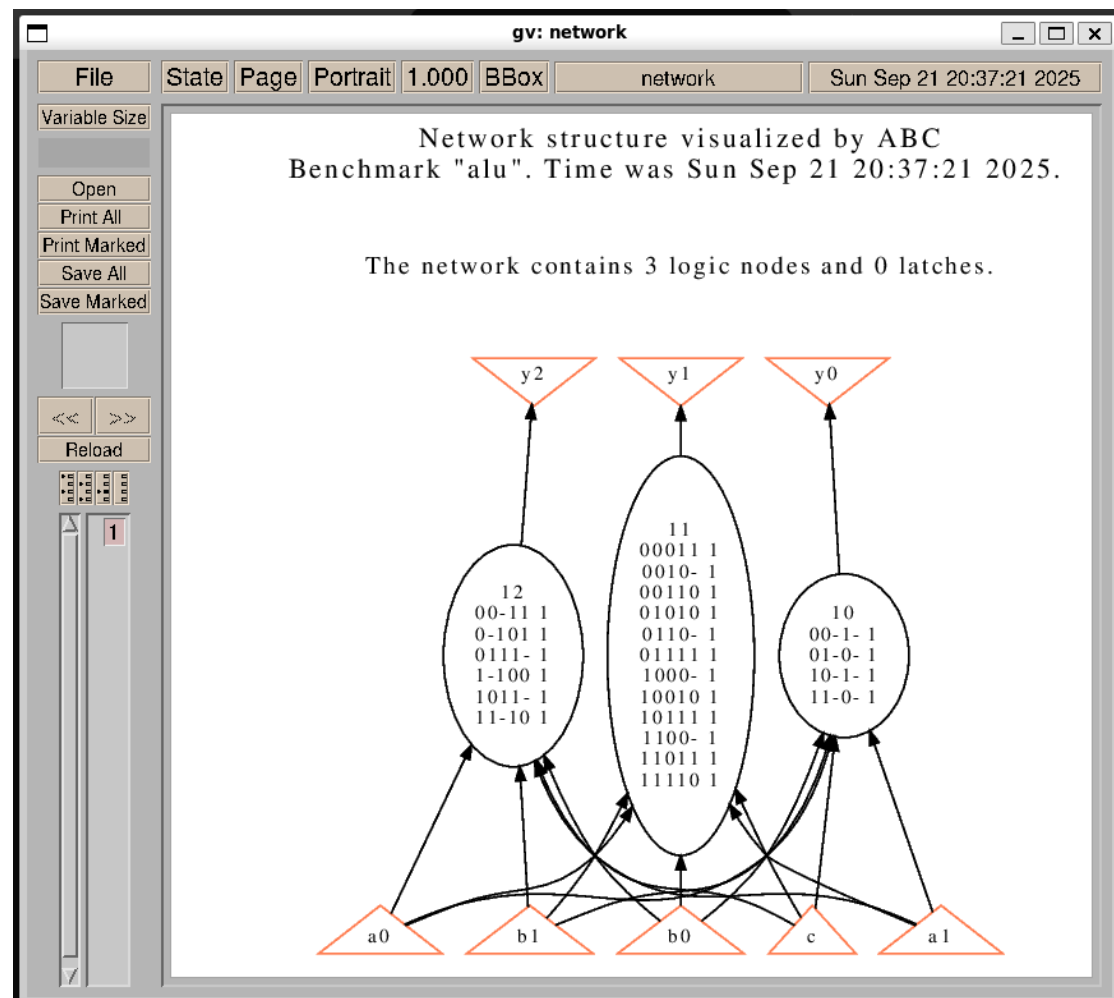 gv: network
File State Page Portrait 1.000 BBox network Sun Sep 21 20:37:21 2025
Variable Size
Open
Print All
Print Marked
Save All
Save Marked
<< >>
Reload
1
Network structure visualized by ABC
Benchmark "alu". Time was Sun Sep 21 20:37:21 2025.
The network contains 3 logic nodes and 0 latches.
y2 y1 y0
12
00-11 1
0-101 1
0111- 1
1-100 1
1011- 1
11-10 1
11
00011 1
0010- 1
00110 1
01010 1
0110- 1
01111 1
1000- 1
10010 1
10111 1
1100- 1
11011 1
11110 1
10
00-1- 1
01-0- 1
10-1- 1
11-0- 1
a0 b1 b0 c a1